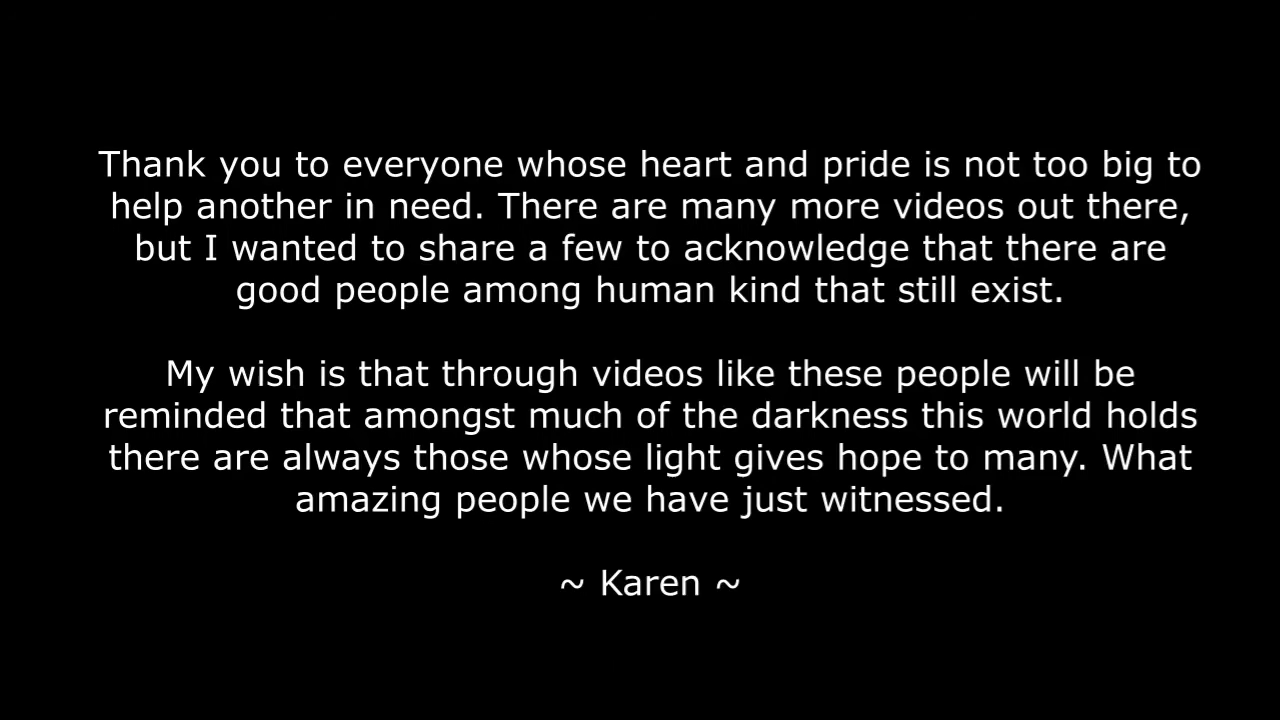 Thank you to everyone whose heart and pride is not too big to
help another in need. There are many more videos out there,
but I wanted to share a few to acknowledge that there are
good people among human kind that still exist.
My wish is that through videos like these people will be
reminded that amongst much of the darkness this world holds
there are always those whose light gives hope to many. What
amazing people we have just witnessed.
~ Karen ~